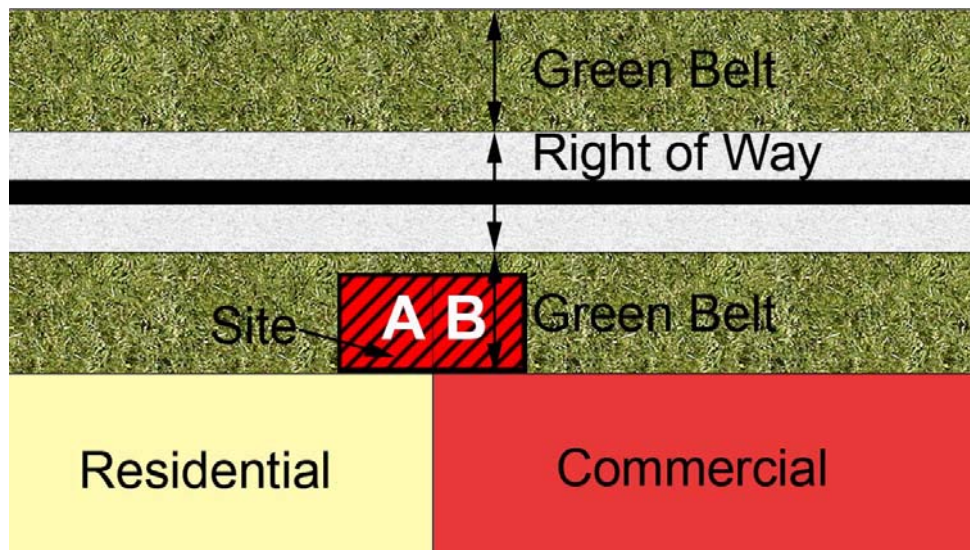 Green Belt
Right of Way
A B
Site
Green Belt
Residential
Commercial